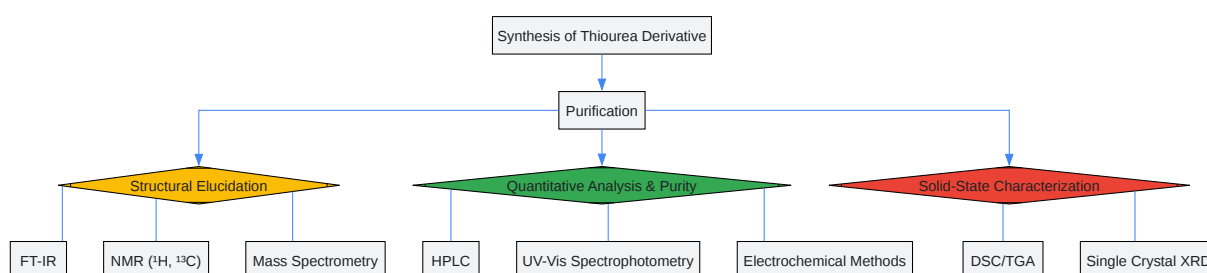 Synthesis of Thiourea Derivative
Purification
Structural Elucidation
Quantitative Analysis & Purity
Solid-State Characterization
FT-IR
NMR (¹H, ¹³C)
Mass Spectrometry
HPLC
UV-Vis Spectrophotometry
Electrochemical Methods
DSC/TGA
Single Crystal XRD